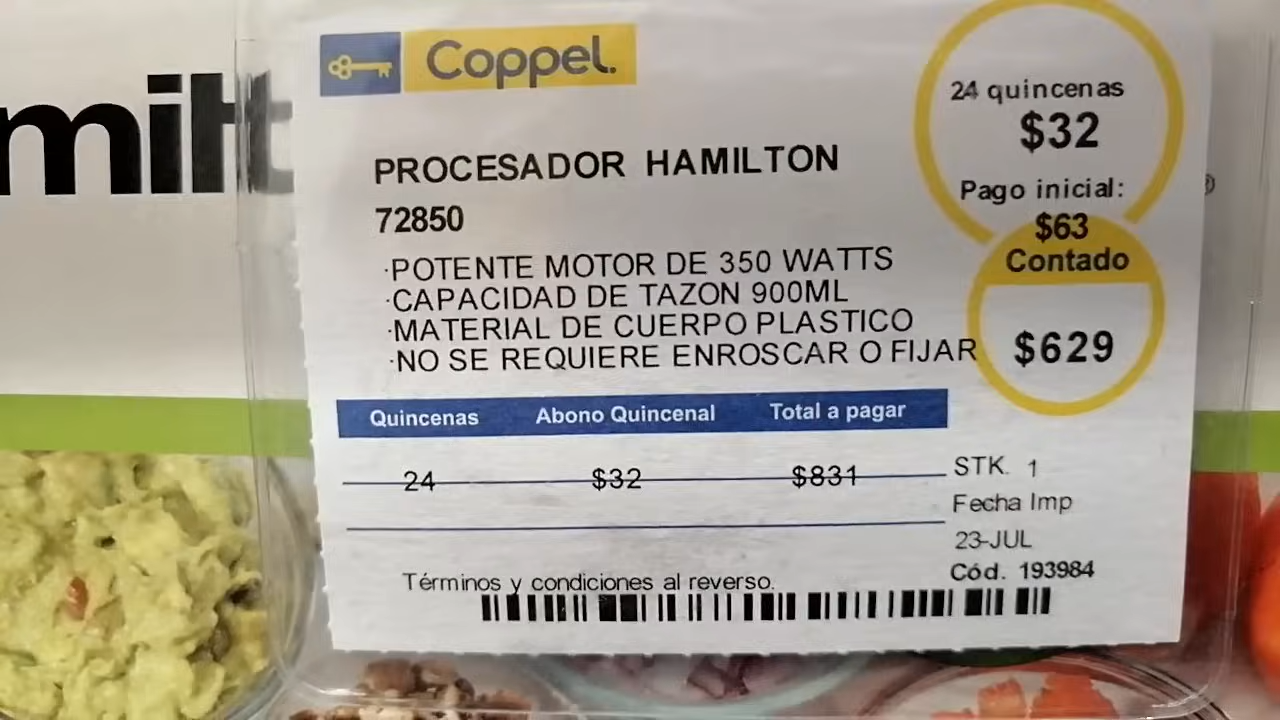 milt
Coppel.
®
24 quincenas
$32
Pago inicial:
$63
Contado
$629
PROCESADOR HAMILTON
72850
·POTENTE MOTOR DE 350 WATTS
·CAPACIDAD DE TAZON 900ML
·MATERIAL DE CUERPO PLASTICO
·NO SE REQUIERE ENROSCAR O FIJAR
Quincenas Abono Quincenal Total a pagar
24 $32 $831
STK. 1
Fecha Imp
23-JUL
Cód. 193984
Términos y condiciones al reverso.